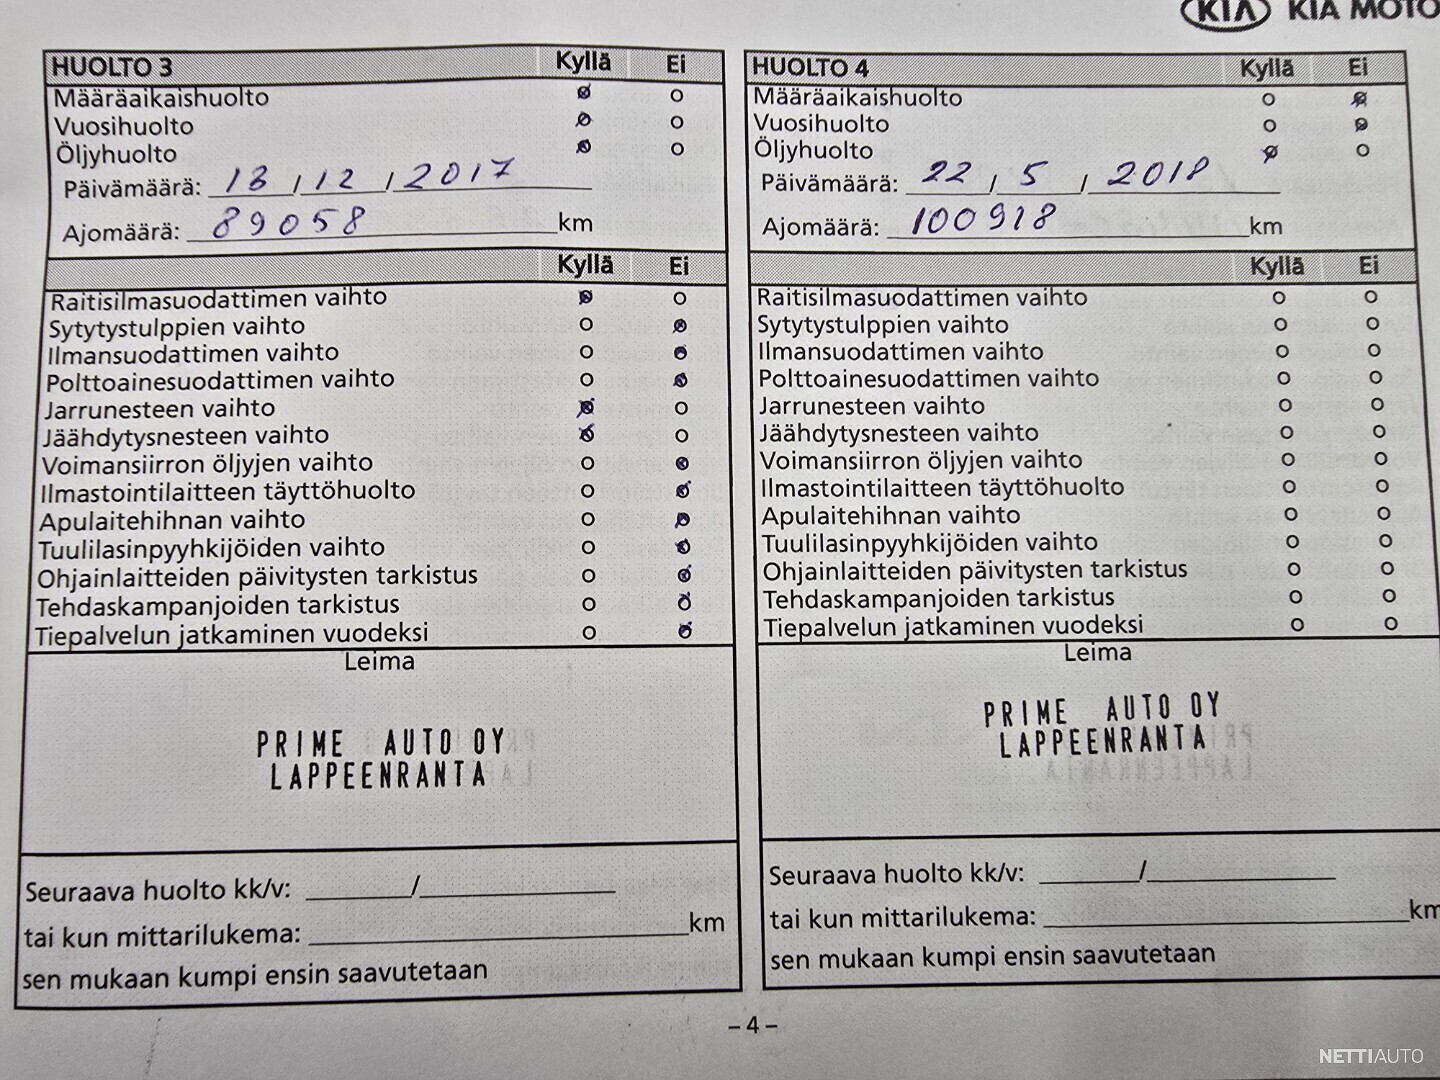 KIA KIA MOTO
HUOLTO 3 Kyllä Ei
Määräaikaishuolto
Vuosihuolto
Öljyhuolto
Päivämäärä: 18 / 12 / 2017
Ajomäärä: 89058 km
Kyllä Ei
Raitisilmasuodattimen vaihto
Sytytystulppien vaihto
Ilmansuodattimen vaihto
Polttoainesuodattimen vaihto
Jarrunesteen vaihto
Jäähdytysnesteen vaihto
Voimansiirron öljyjen vaihto
Ilmastointilaitteen täyttöhuolto
Apulaitehihnan vaihto
Tuulilasinpyyhkijöiden vaihto
Ohjainlaitteiden päivitysten tarkistus
Tehdaskampanjoiden tarkistus
Tiepalvelun jatkaminen vuodeksi
Leima
PRIME AUTO OY
LAPPEENRANTA
Seuraava huolto kk/v: /
tai kun mittarilukema: km
sen mukaan kumpi ensin saavutetaan
HUOLTO 4 Kyllä Ei
Määräaikaishuolto
Vuosihuolto
Öljyhuolto
Päivämäärä: 22 / 5 / 2018
Ajomäärä: 100918 km
Kyllä Ei
Raitisilmasuodattimen vaihto
Sytytystulppien vaihto
Ilmansuodattimen vaihto
Polttoainesuodattimen vaihto
Jarrunesteen vaihto
Jäähdytysnesteen vaihto
Voimansiirron öljyjen vaihto
Ilmastointilaitteen täyttöhuolto
Apulaitehihnan vaihto
Tuulilasinpyyhkijöiden vaihto
Ohjainlaitteiden päivitysten tarkistus
Tehdaskampanjoiden tarkistus
Tiepalvelun jatkaminen vuodeksi
Leima
PRIME AUTO OY
LAPPEENRANTA
Seuraava huolto kk/v: /
tai kun mittarilukema: km
sen mukaan kumpi ensin saavutetaan
– 4 –
NETTIAUTO